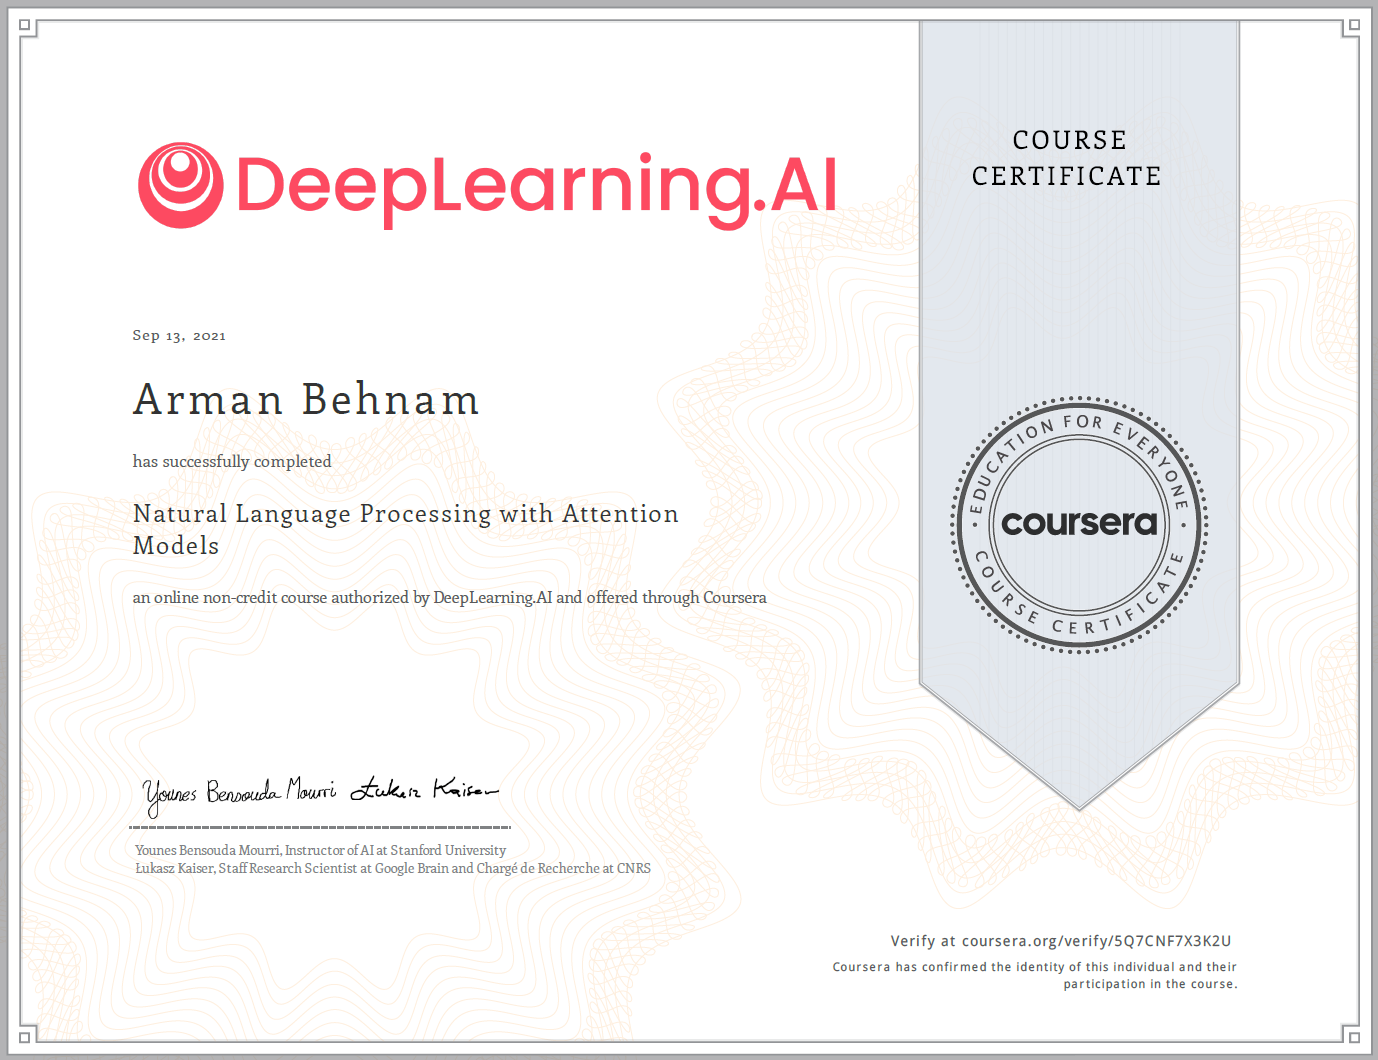 DeepLearning.AI
COURSE
CERTIFICATE
Sep 13, 2021
Arman Behnam
has successfully completed
Natural Language Processing with Attention
Models
an online non-credit course authorized by DeepLearning.AI and offered through Coursera
EDUCATION FOR EVERYONE
coursera
COURSE CERTIFICATE
Younes Bensouda Mourri Łukasz Kaiser
Younes Bensouda Mourri, Instructor of AI at Stanford University
Łukasz Kaiser, Staff Research Scientist at Google Brain and Chargé de Recherche at CNRS
Verify at coursera.org/verify/5Q7CNF7X3K2U
Coursera has confirmed the identity of this individual and their
participation in the course.